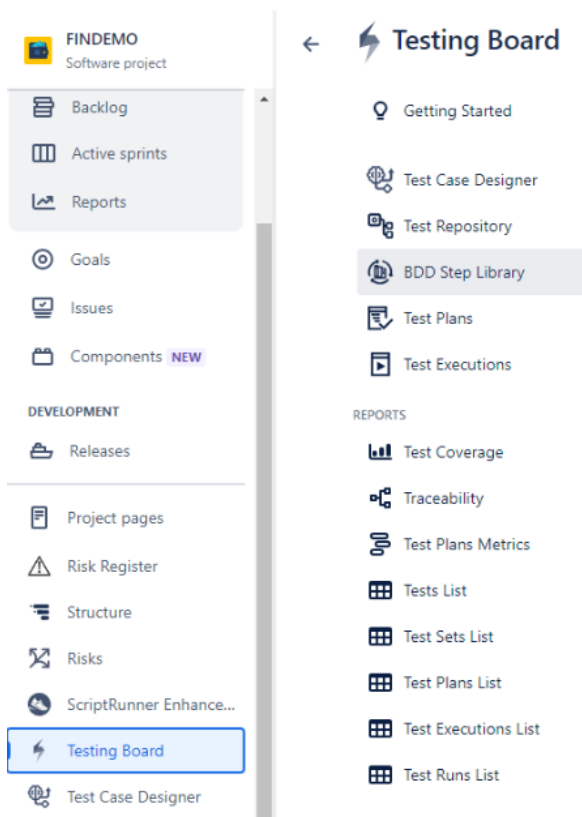 FINDEMO
Software project
Backlog
Active sprints
Reports
Goals
Issues
Components NEW
DEVELOPMENT
Releases
Project pages
Risk Register
Structure
Risks
ScriptRunner Enhance...
Testing Board
Test Case Designer
Testing Board
Getting Started
Test Case Designer
Test Repository
BDD Step Library
Test Plans
Test Executions
REPORTS
Test Coverage
Traceability
Test Plans Metrics
Tests List
Test Sets List
Test Plans List
Test Executions List
Test Runs List